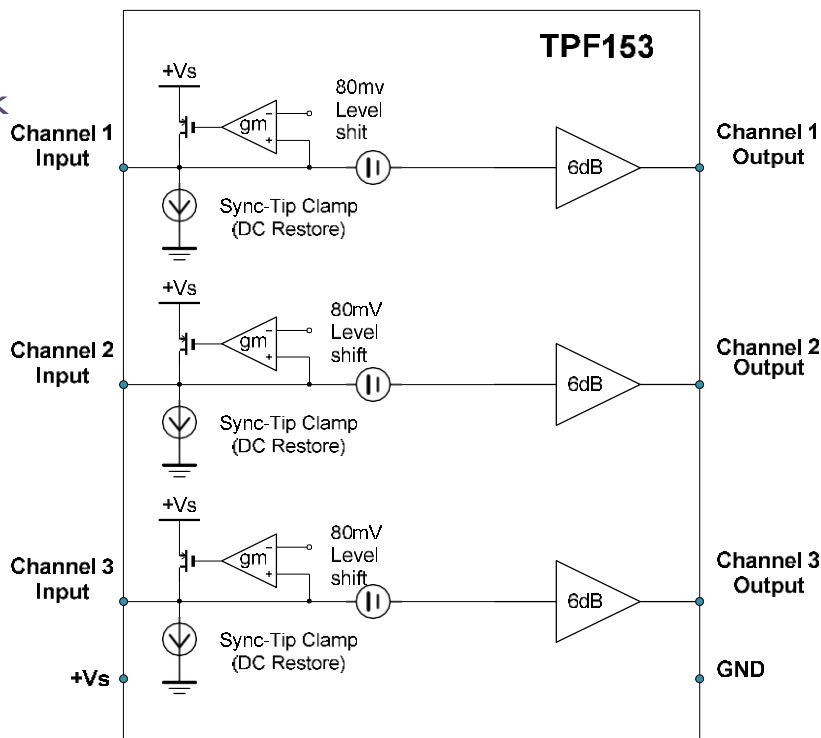 TPF153
+Vs
80mv
Level
shit
gm
-
+
Channel 1
Input
6dB
Channel 1
Output
Sync-Tip Clamp
(DC Restore)
+Vs
80mV
Level
shift
gm
-
+
Channel 2
Input
6dB
Channel 2
Output
Sync-Tip Clamp
(DC Restore)
+Vs
80mV
Level
shift
gm
-
+
Channel 3
Input
6dB
Channel 3
Output
Sync-Tip Clamp
(DC Restore)
+Vs
GND